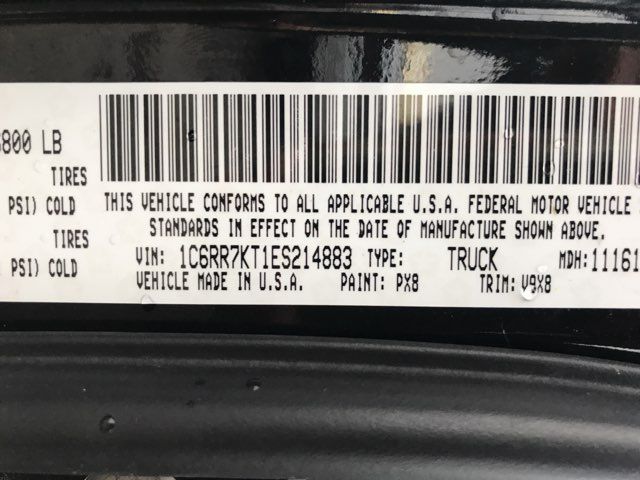 800 LB
TIRES
PSI) COLD
TIRES
PSI) COLD
THIS VEHICLE CONFORMS TO ALL APPLICABLE U.S.A. FEDERAL MOTOR VEHICLE
STANDARDS IN EFFECT ON THE DATE OF MANUFACTURE SHOWN ABOVE.
VIN: 1C6RR7KT1ES214883 TYPE: TRUCK MDH: 11161
VEHICLE MADE IN U.S.A. PAINT: PX8 TRIM: V9X8